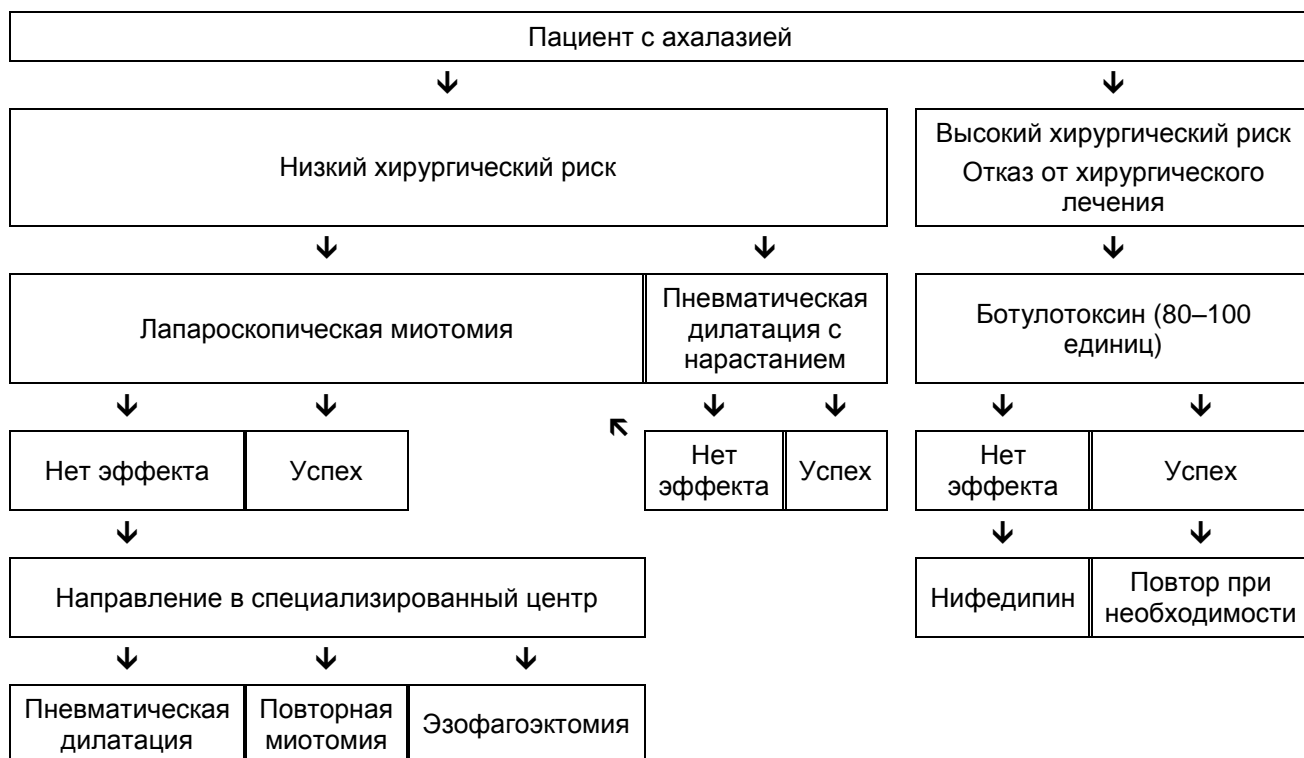 Пациент с ахалазией
Низкий хирургический риск
Высокий хирургический риск
Отказ от хирургического
лечения
Лапароскопическая миотомия
Пневматическая
дилатация с
нарастанием
Ботулотоксин (80–100
единиц)
Нет эффекта
Успех
Нет
эффекта
Успех
Нет
эффекта
Успех
Направление в специализированный центр
Нифедипин
Повтор при
необходимости
Пневматическая
дилатация
Повторная
миотомия
Эзофагоэктомия